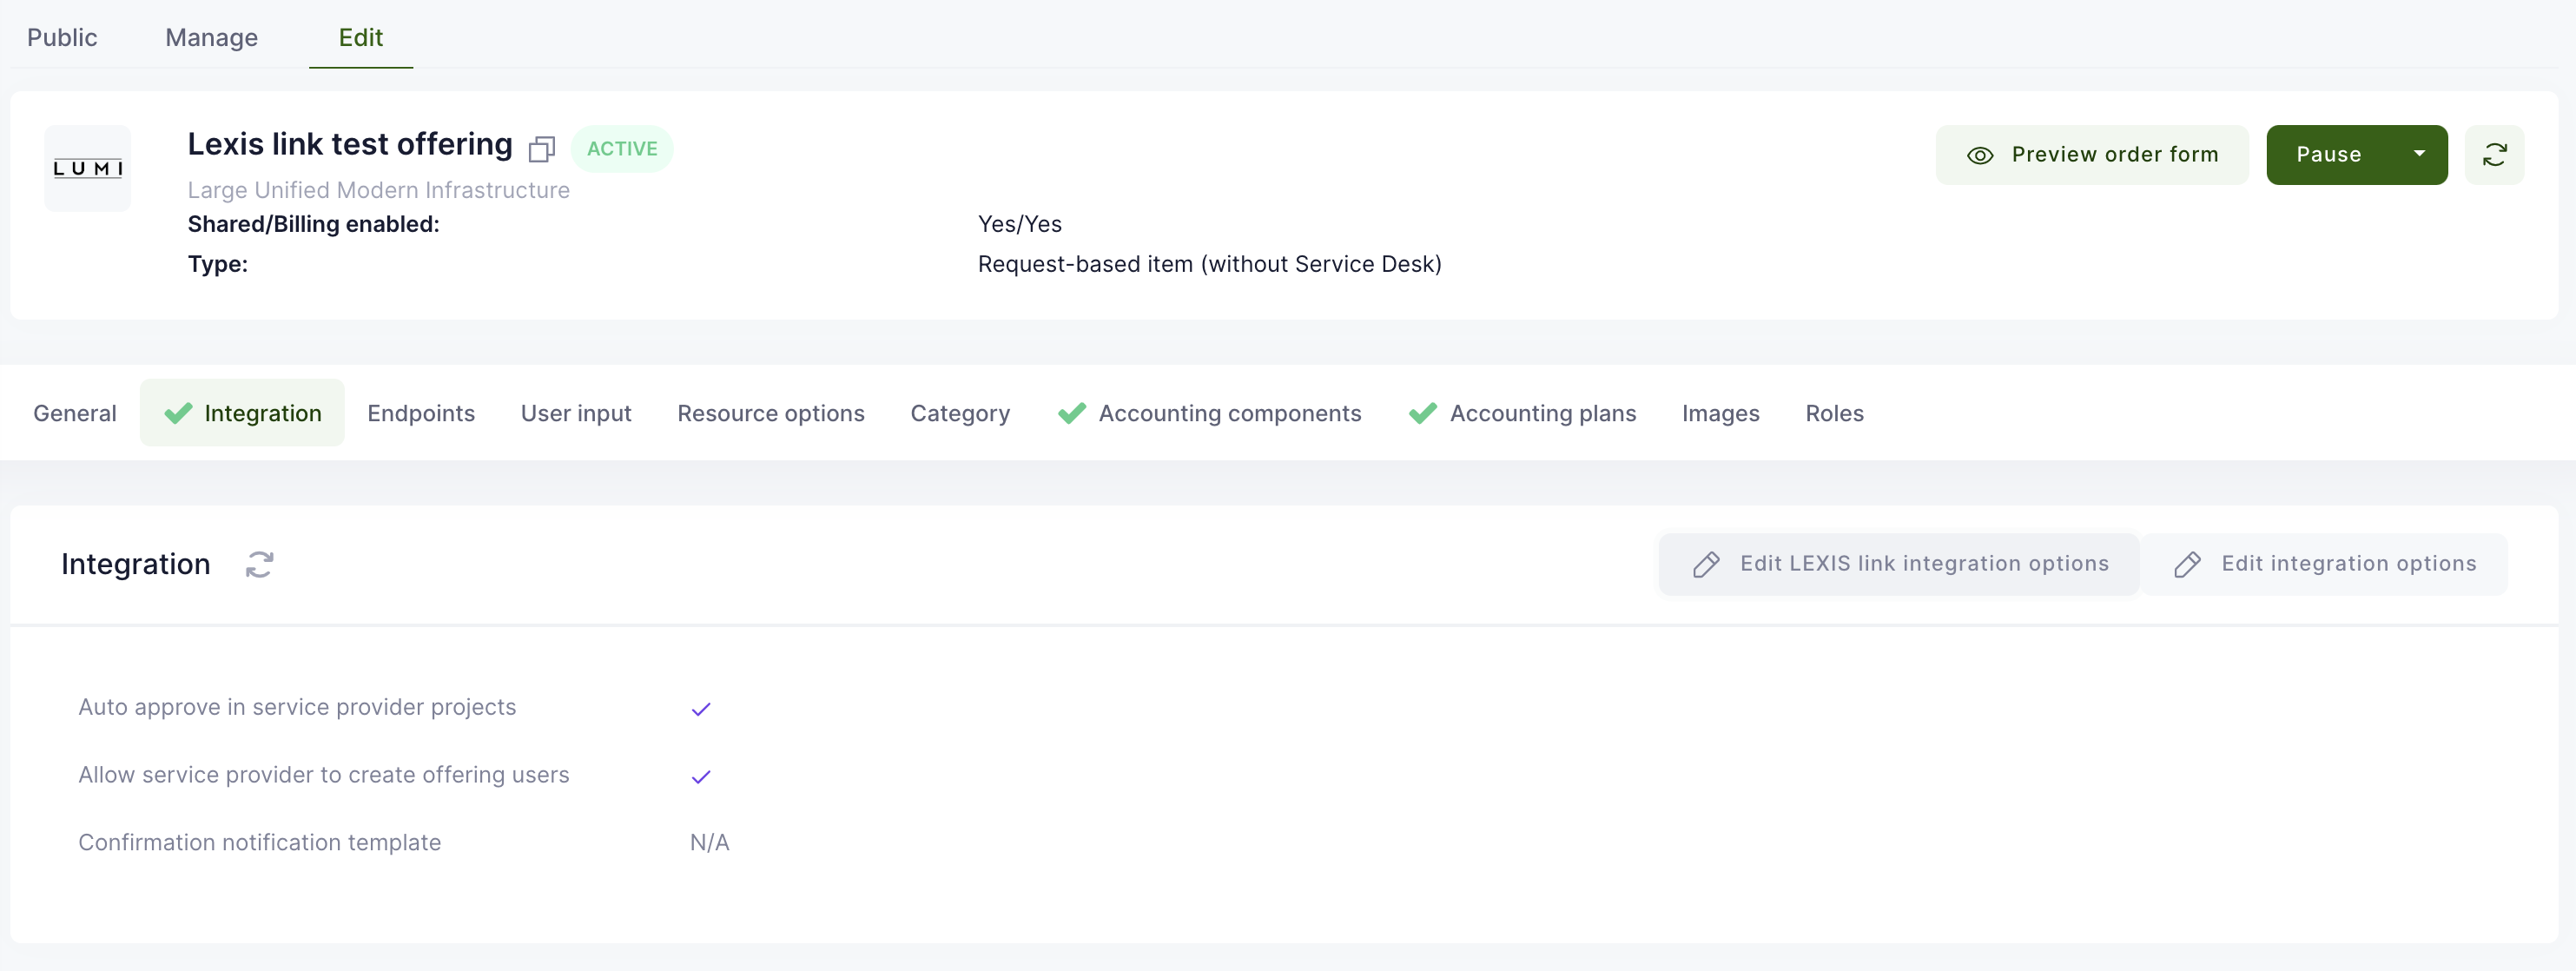 Public Manage Edit
LUMI
Lexis link test offering ACTIVE
Large Unified Modern Infrastructure
Shared/Billing enabled: Yes/Yes
Type: Request-based item (without Service Desk)
Preview order form Pause
General Integration Endpoints User input Resource options Category Accounting components Accounting plans Images Roles
Integration Edit LEXIS link integration options Edit integration options
Auto approve in service provider projects
Allow service provider to create offering users
Confirmation notification template N/A